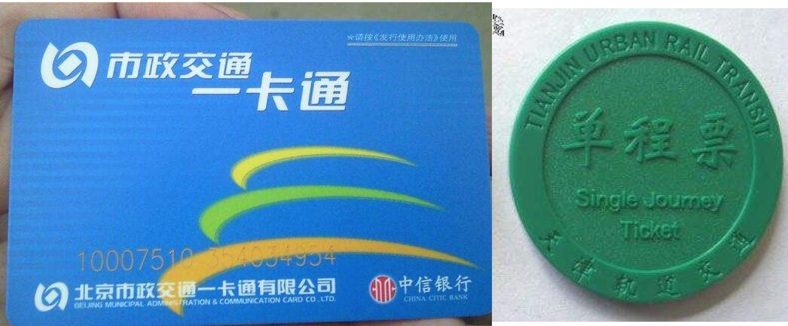 *请按《发行使用办法》使用
市政交通
一卡通
10007510 354034954
北京市政交通一卡通有限公司
BEIJING MUNICIPAL ADMINISTRATION & COMMUNICATION CARD CO., LTD.
中信银行
CHINA CITIC BANK
TIANJIN URBAN RAIL TRANSIT
单程票
Single Journey
Ticket
天津轨道交通